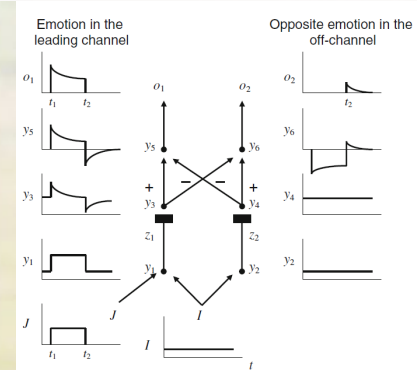 Emotion in the
leading channel
Opposite emotion in the
off-channel
o1
t1 t2
o1
o2
o2
t2
y5
y5
y6
y6
+
−
−
+
y3
y3
y4
y4
z1
z2
y1
y1
y2
y2
J
t1 t2
J
I
I
t